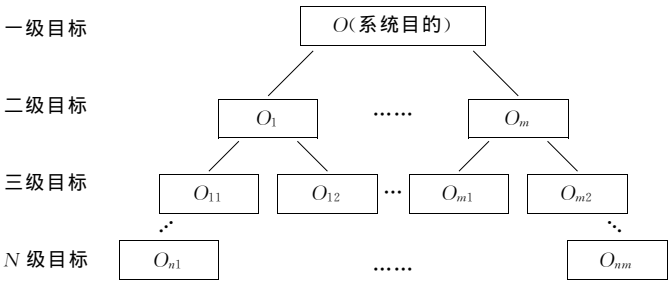 一级目标 O(系统目的)
二级目标 O1 …… Om
三级目标 O11 O12 … Om1 Om2
N 级目标 On1 …… Onm